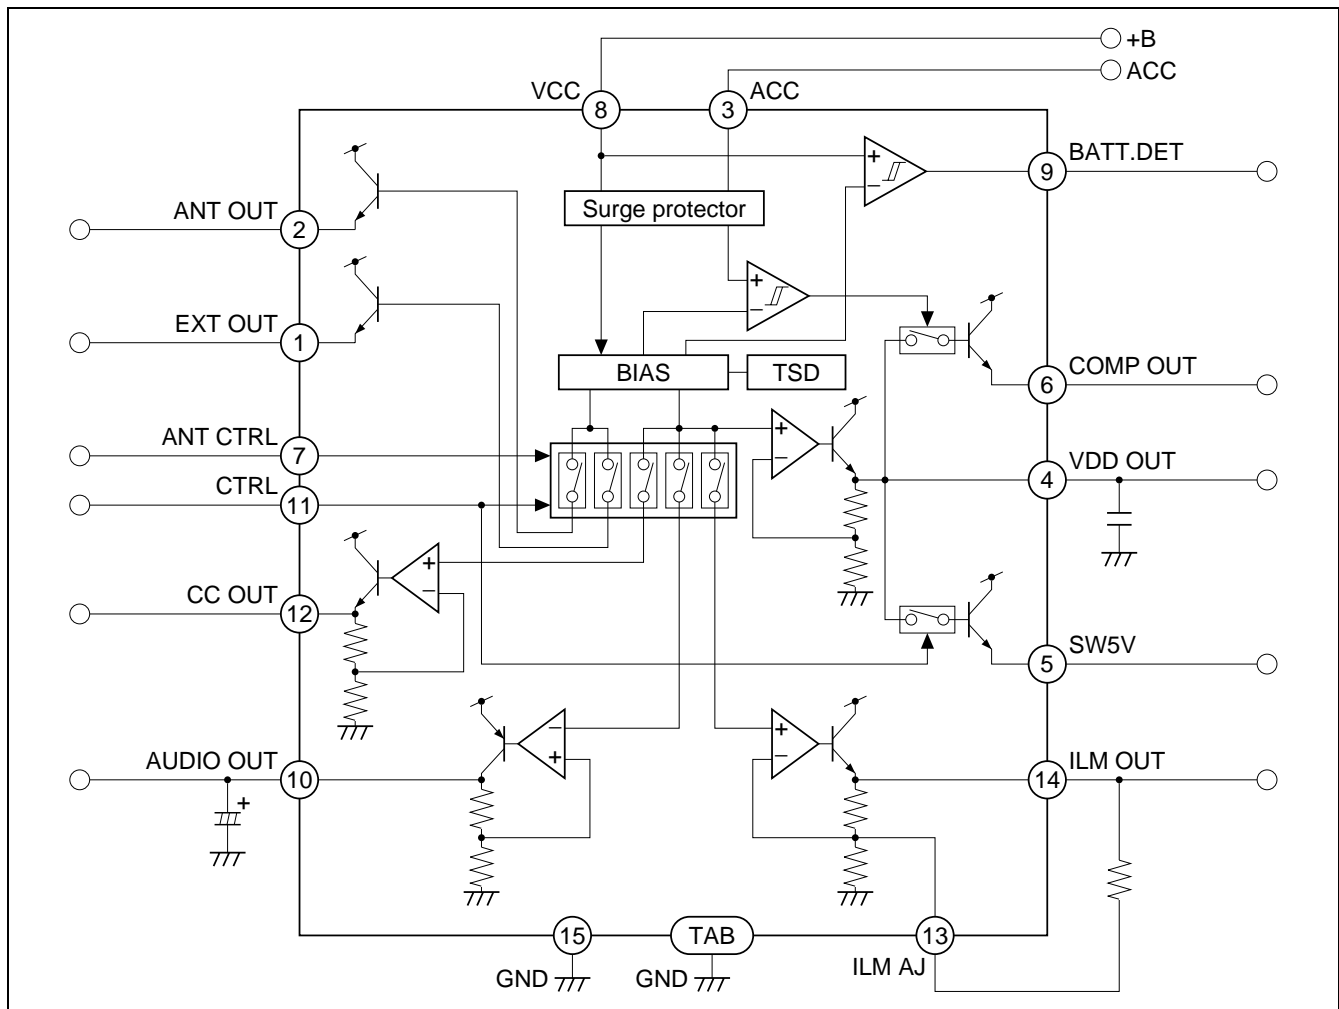 +B
ACC
VCC
8
3
ACC
BATT.DET
9
+
−
Surge protector
ANT OUT
2
+
−
EXT OUT
1
BIAS
TSD
COMP OUT
6
ANT CTRL
7
+
−
VDD OUT
4
CTRL
11
+
−
CC OUT
12
SW5V
5
AUDIO OUT
10
+
−
+
+
−
ILM OUT
14
15
TAB
13
GND
GND
ILM AJ